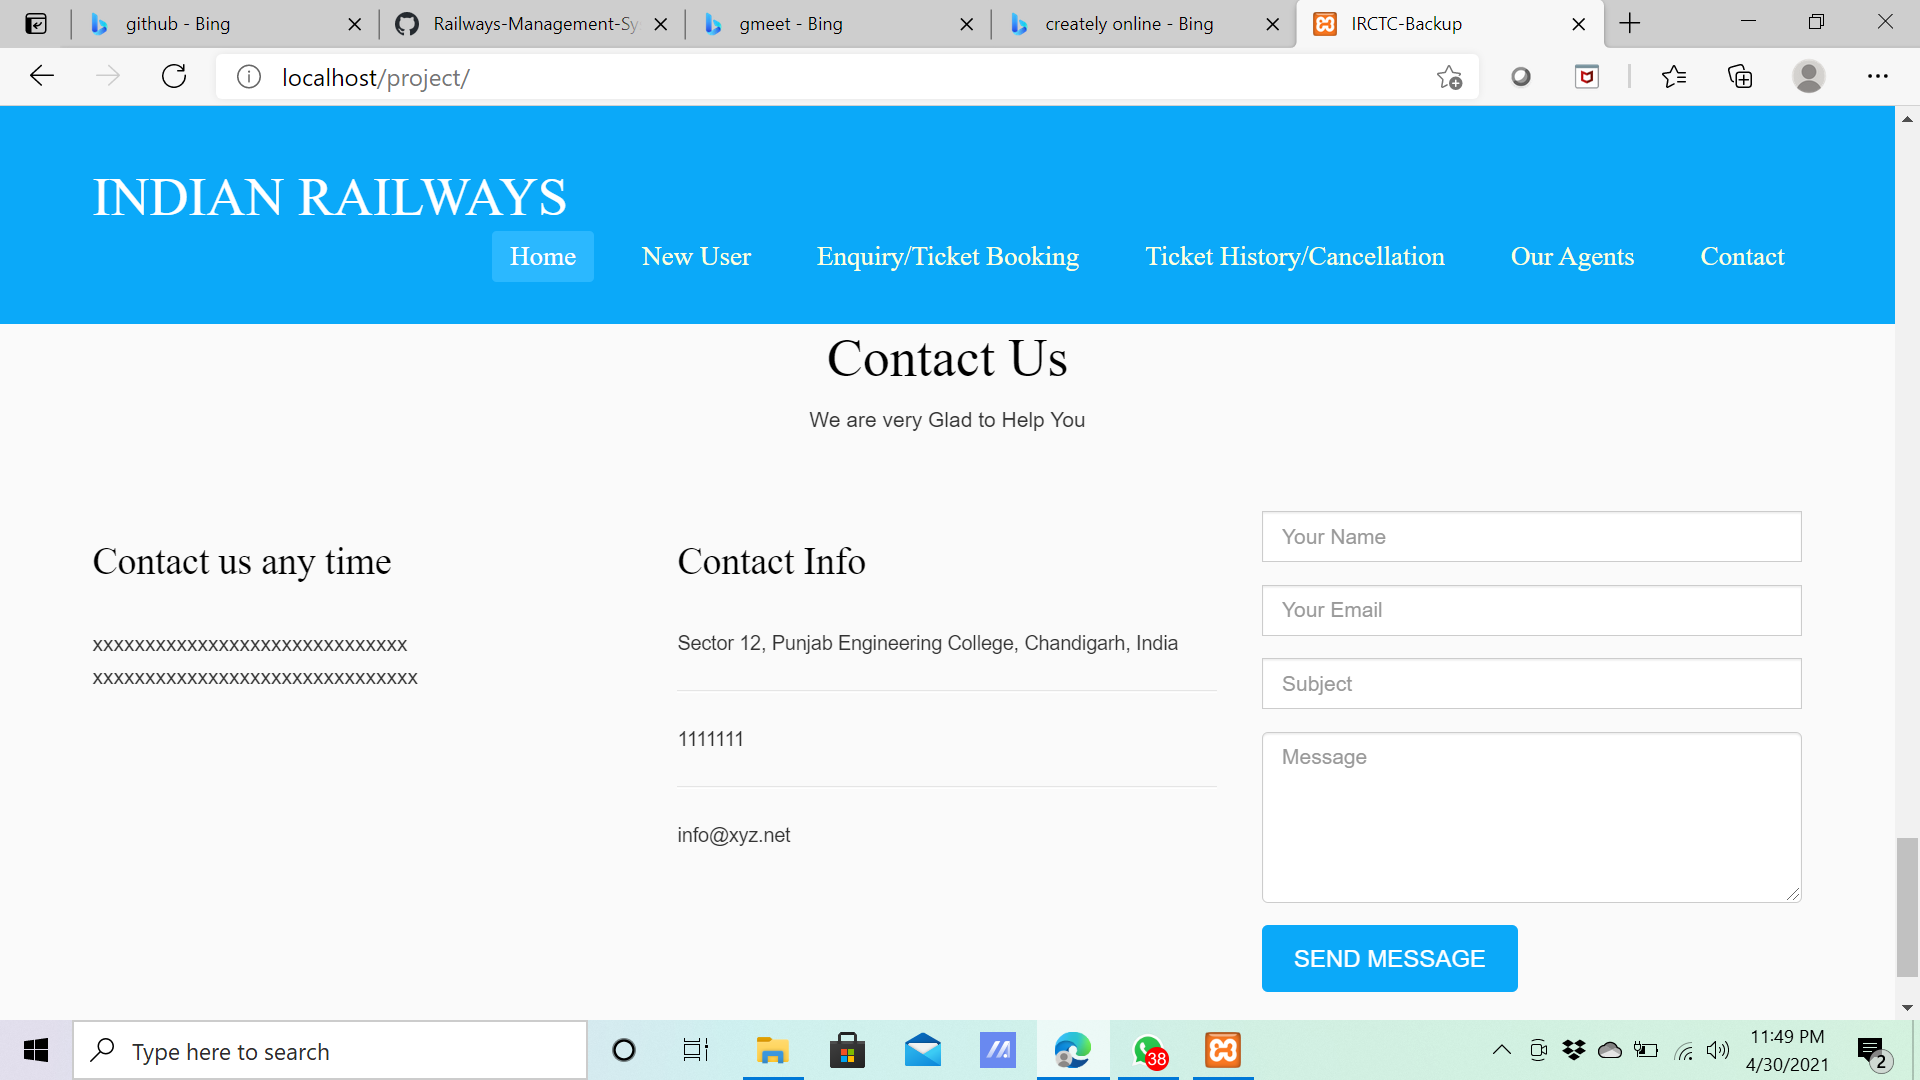 github - Bing
Railways-Management-Sy
gmeet - Bing
creately online - Bing
IRCTC-Backup
localhost/project/
INDIAN RAILWAYS
Home New User Enquiry/Ticket Booking Ticket History/Cancellation Our Agents Contact
Contact Us
We are very Glad to Help You
Contact us any time
xxxxxxxxxxxxxxxxxxxxxxxxxxxxxx
xxxxxxxxxxxxxxxxxxxxxxxxxxxxxxx
Contact Info
Sector 12, Punjab Engineering College, Chandigarh, India
1111111
info@xyz.net
Your Name
Your Email
Subject
Message
SEND MESSAGE
Type here to search
38
11:49 PM
4/30/2021
2